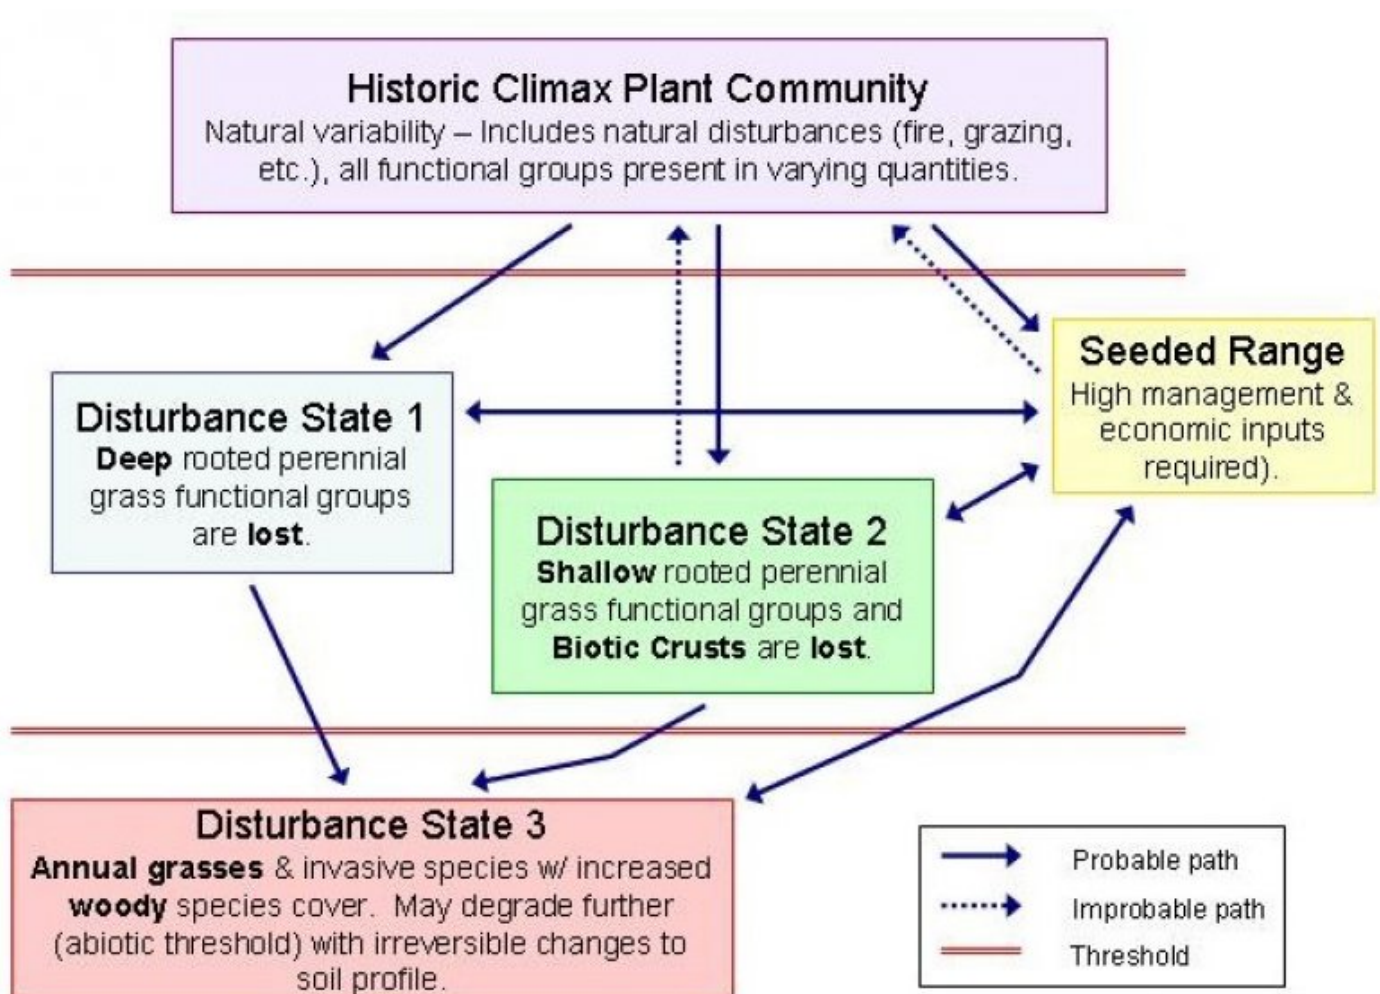 Historic Climax Plant Community
Natural variability – Includes natural disturbances (fire, grazing,
etc.), all functional groups present in varying quantities.
Seeded Range
High management &
economic inputs
required).
Disturbance State 1
Deep rooted perennial
grass functional groups
are lost.
Disturbance State 2
Shallow rooted perennial
grass functional groups and
Biotic Crusts are lost.
Disturbance State 3
Annual grasses & invasive species w/ increased
woody species cover.  May degrade further
(abiotic threshold) with irreversible changes to
soil profile.
Probable path
Improbable path
Threshold